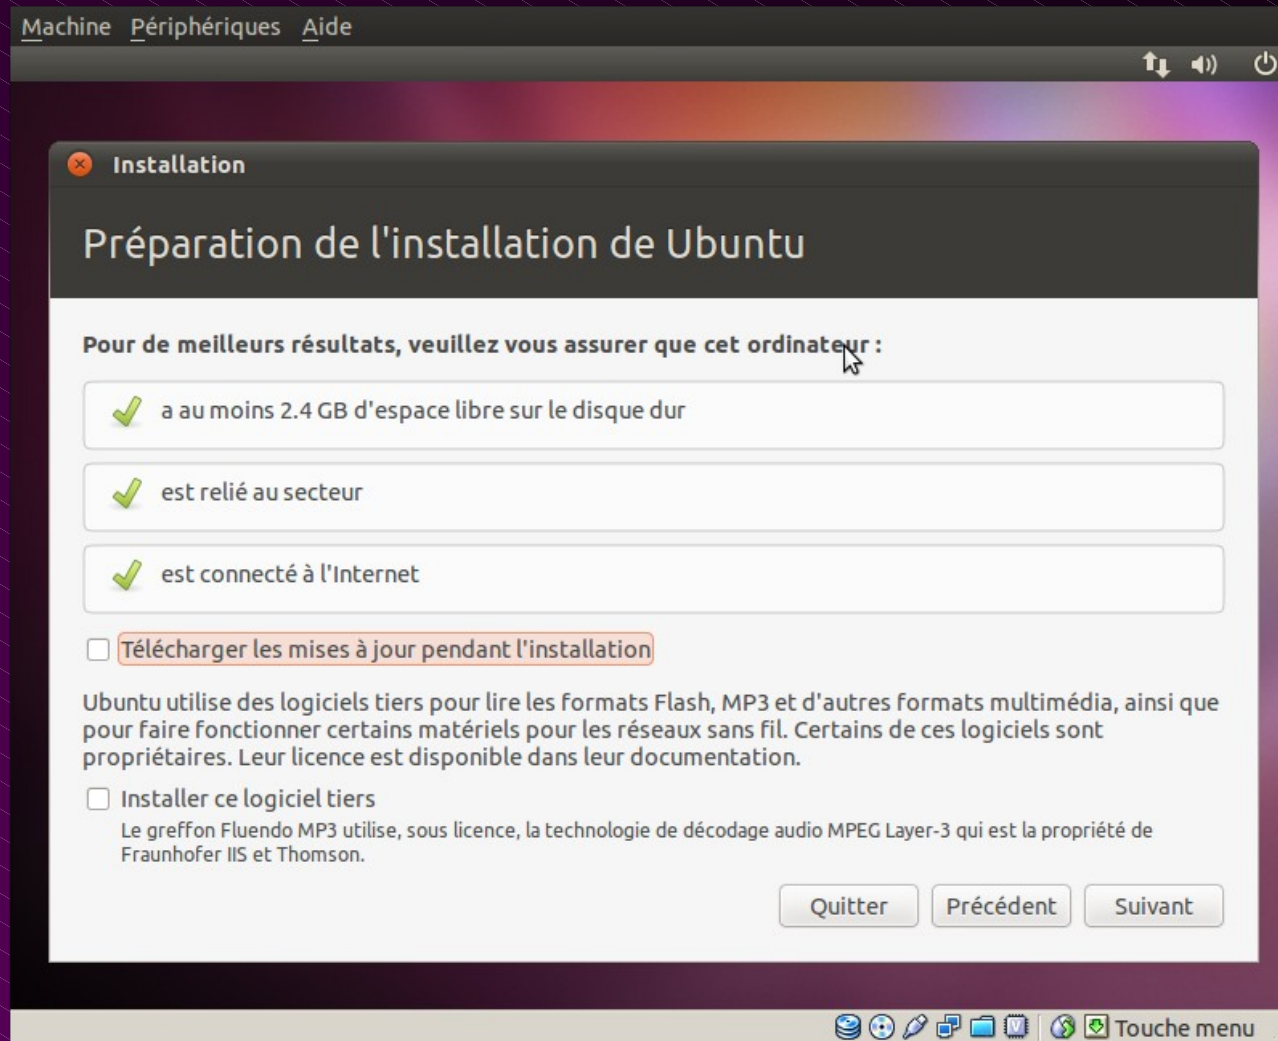 Machine Périphériques Aide
Installation
Préparation de l'installation de Ubuntu
Pour de meilleurs résultats, veuillez vous assurer que cet ordinateur :
a au moins 2.4 GB d'espace libre sur le disque dur
est relié au secteur
est connecté à l'Internet
Télécharger les mises à jour pendant l'installation
Ubuntu utilise des logiciels tiers pour lire les formats Flash, MP3 et d'autres formats multimédia, ainsi que
pour faire fonctionner certains matériels pour les réseaux sans fil. Certains de ces logiciels sont
propriétaires. Leur licence est disponible dans leur documentation.
Installer ce logiciel tiers
Le greffon Fluendo MP3 utilise, sous licence, la technologie de décodage audio MPEG Layer-3 qui est la propriété de
Fraunhofer IIS et Thomson.
Quitter Précédent Suivant
Touche menu